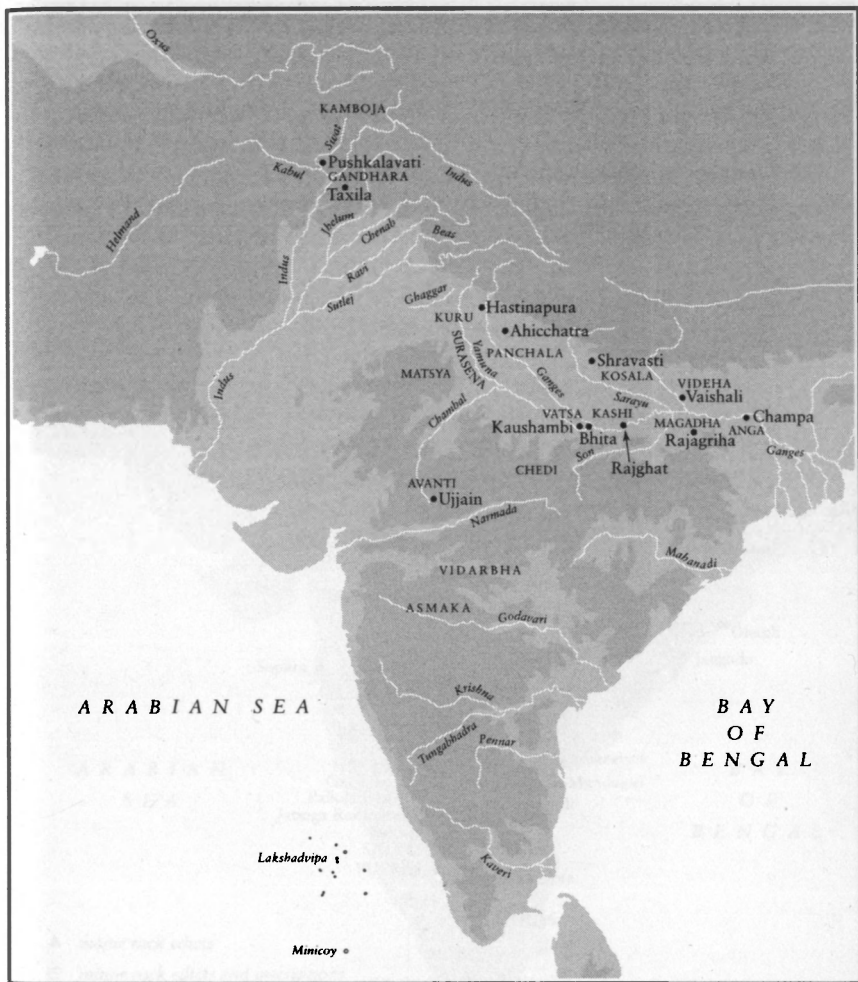 Oxus
KAMBOJA
Swat
Pushkalavati
Kabul
GANDHARA
Indus
Taxila
Helmand
Jhelum
Chenab
Beas
Indus
Ravi
Sutlej
Ghaggar
Hastinapura
KURU
Ahicchatra
SURASENA
Yamuna
PANCHALA
Shravasti
MATSYA
KOSALA
Ganges
VIDEHA
Indus
Sarayu
Vaishali
Chambal
VATSA
KASHI
MAGADHA
Champa
Kaushambi
Bhita
Rajagriha
ANGA
Ganges
Son
CHEDI
Rajghat
AVANTI
Ujjain
Narmada
Mahanadi
VIDARBHA
ASMAKA
Godavari
Krishna
ARABIAN SEA
BAY
OF
BENGAL
Tungabhadra
Pennar
Lakshadvipa
Kaveri
Minicoy